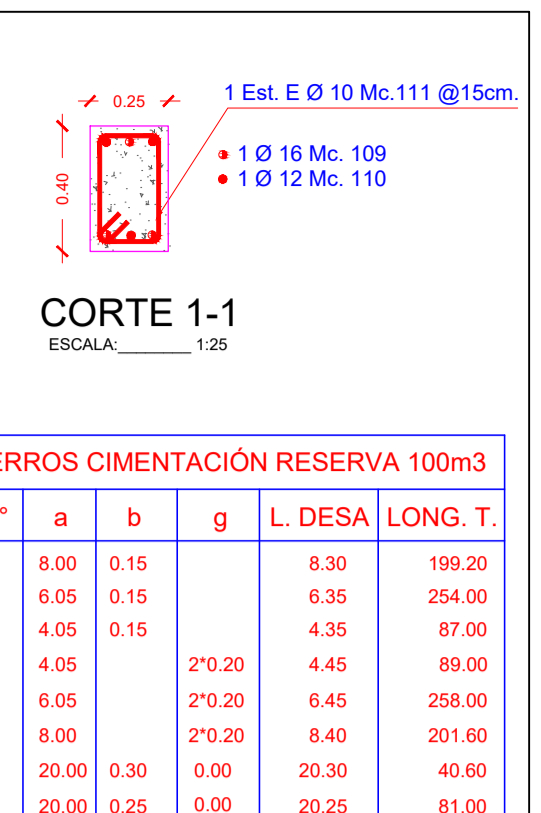 0.25
1 Est. E Ø 10 Mc.111 @15cm.
0.40
1 Ø 16 Mc. 109
1 Ø 12 Mc. 110
CORTE 1-1
ESCALA:________ 1:25
ERROS CIMENTACIÓN RESERVA 100m3
° a b g L. DESA LONG. T.
8.00 0.15 8.30 199.20
6.05 0.15 6.35 254.00
4.05 0.15 4.35 87.00
4.05 2*0.20 4.45 89.00
6.05 2*0.20 6.45 258.00
8.00 2*0.20 8.40 201.60
20.00 0.30 0.00 20.30 40.60
20.00 0.25 0.00 20.25 81.00